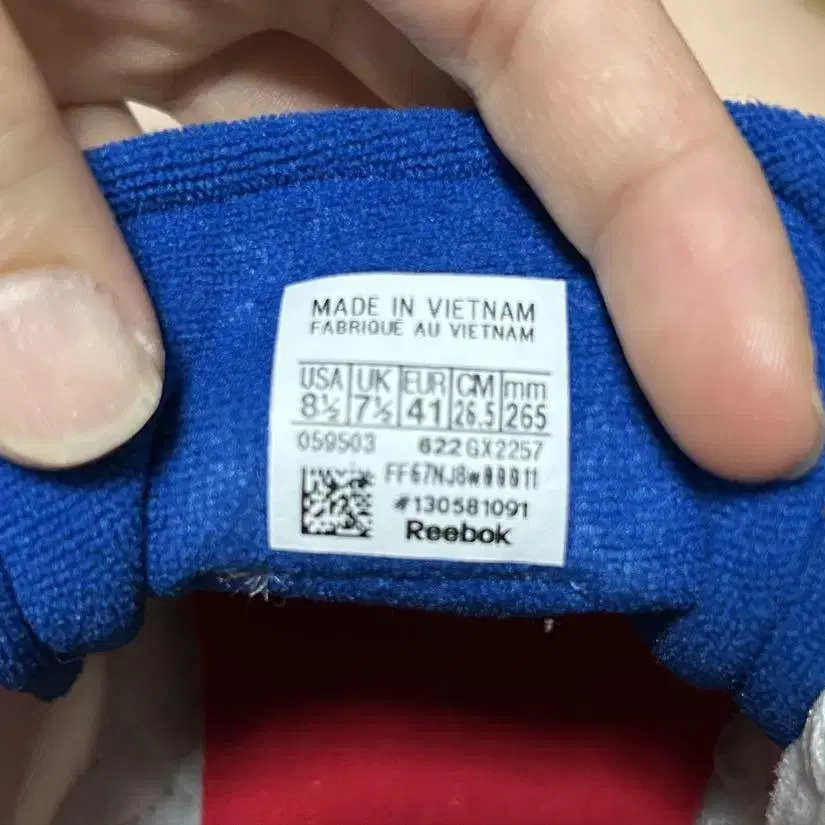 MADE IN VIETNAM
FABRIQUÉ AU VIETNAM
USA UK EUR CM mm
8½ 7½ 41 26.5 265
059503 622 GX2257
#130581091
Reebok